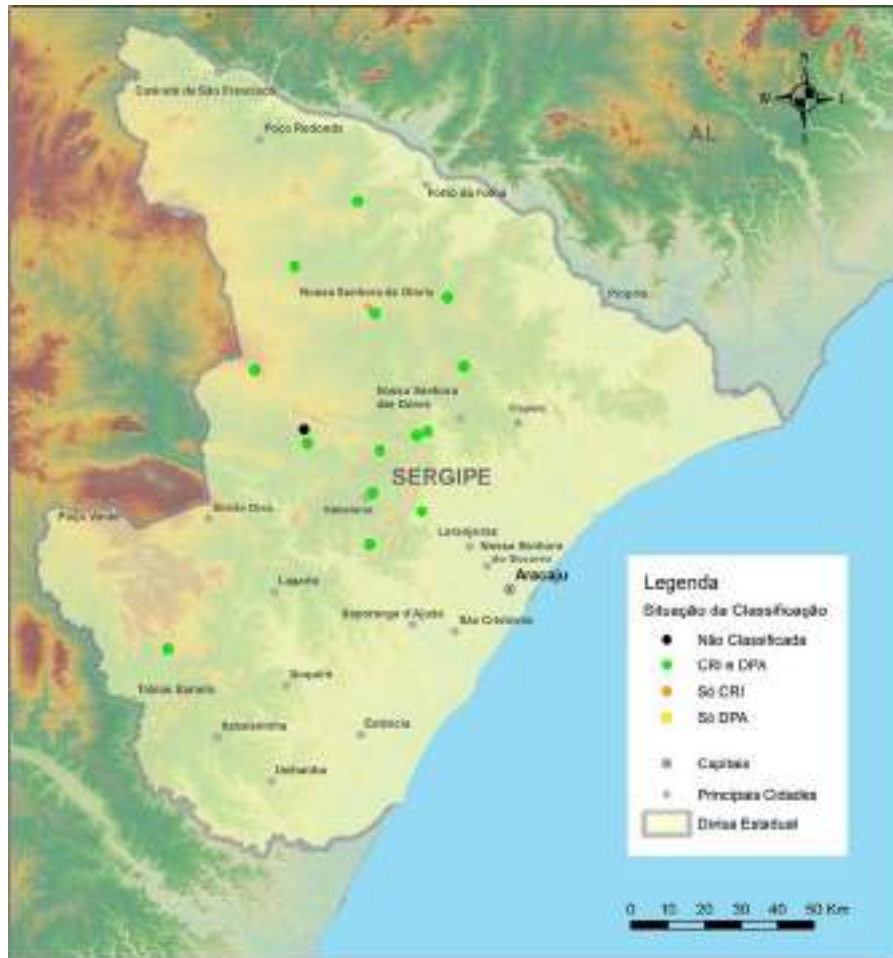 N
W
L
S
AL
Canindé de São Francisco
Poço Redondo
Porto da Folha
Nossa Senhora da Glória
Propriá
Nossa Senhora
das Dores
Capela
SERGIPE
Poço Verde
Simão Dias
Itabaiana
Laranjeiras
Nossa Senhora
do Socorro
Aracaju
Lagarto
Itaporanga d'Ajuda
São Cristóvão
Tobias Barreto
Boquim
Itabaianinha
Estância
Umbaúba
Legenda
Situação da Classificação
Não Classificada
CRI e DPA
Só CRI
Só DPA
Capitais
Principais Cidades
Divisa Estadual
0 10 20 30 40 50 Km